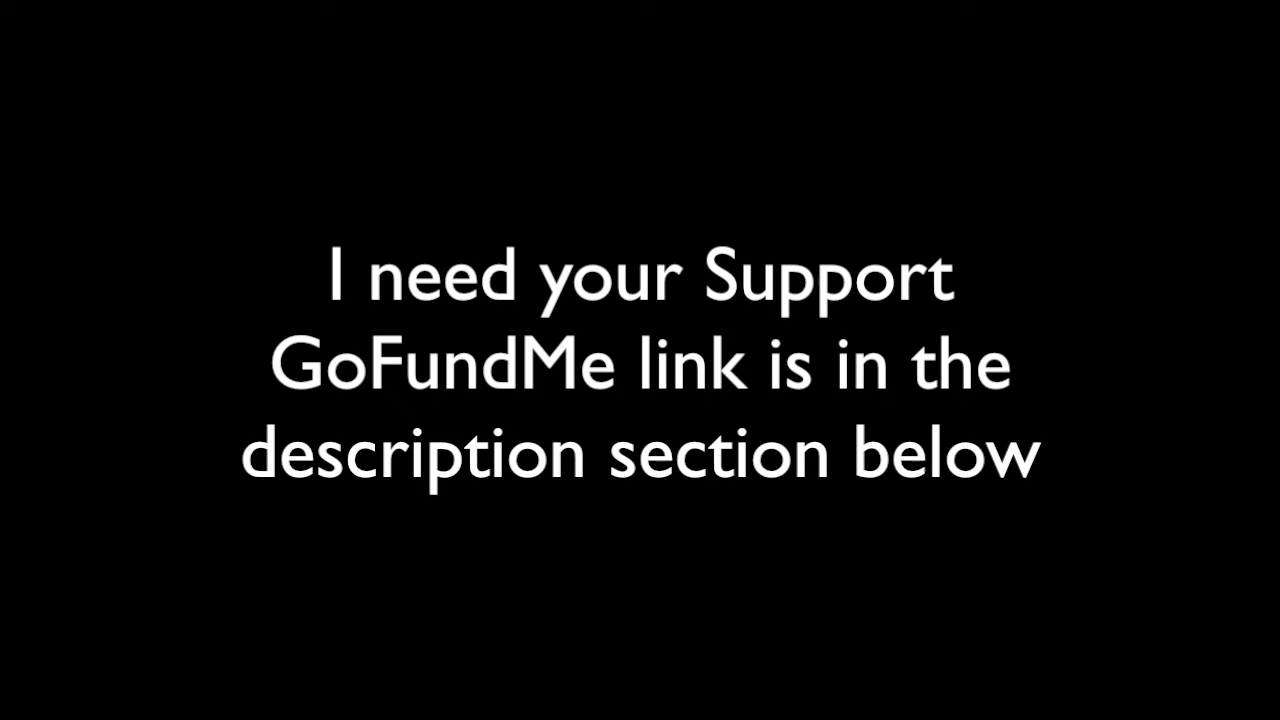 I need your Support
GoFundMe link is in the
description section below